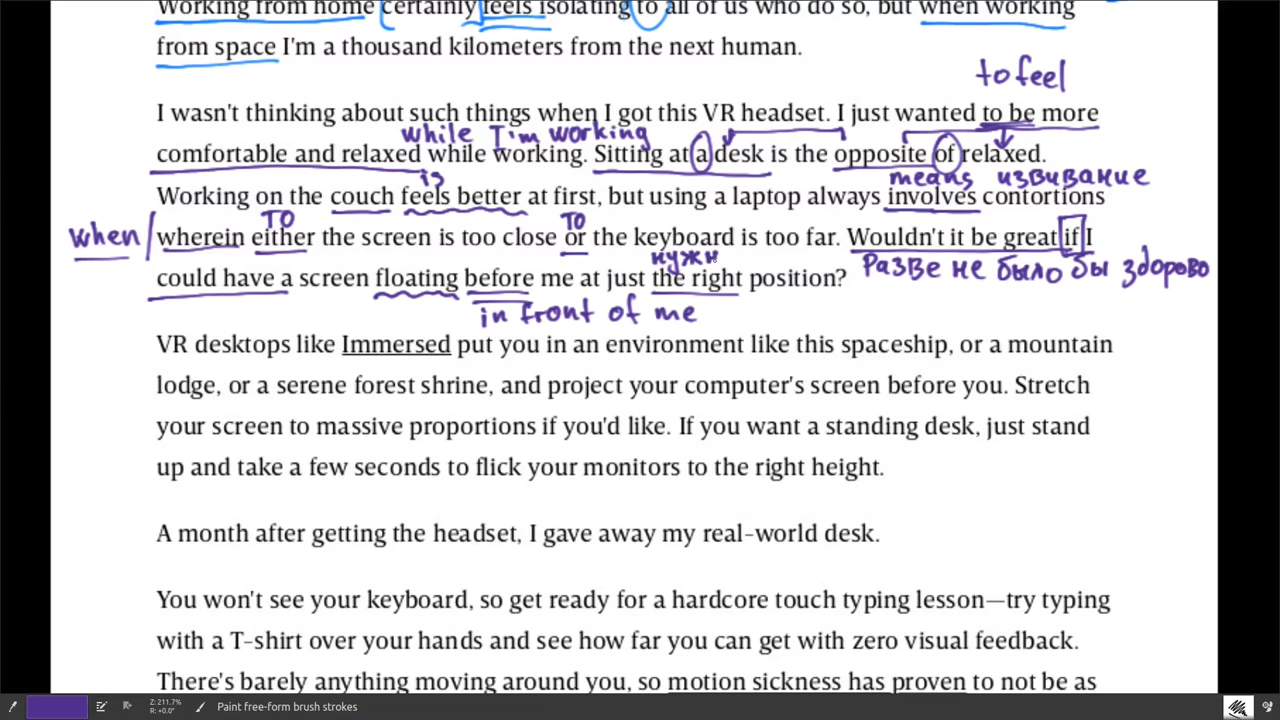 Working from home certainly feels isolating to all of us who do so, but when working
from space I'm a thousand kilometers from the next human.
to feel
I wasn't thinking about such things when I got this VR headset. I just wanted to be more
while I'm working
comfortable and relaxed while working. Sitting at a desk is the opposite of relaxed.
is means извивание
Working on the couch feels better at first, but using a laptop always involves contortions
то то
when / wherein either the screen is too close or the keyboard is too far. Wouldn't it be great if I
нужн Разве не было бы здорово
could have a screen floating before me at just the right position?
in front of me
VR desktops like Immersed put you in an environment like this spaceship, or a mountain
lodge, or a serene forest shrine, and project your computer's screen before you. Stretch
your screen to massive proportions if you'd like. If you want a standing desk, just stand
up and take a few seconds to flick your monitors to the right height.
A month after getting the headset, I gave away my real-world desk.
You won't see your keyboard, so get ready for a hardcore touch typing lesson—try typing
with a T-shirt over your hands and see how far you can get with zero visual feedback.
There's barely anything moving around you, so motion sickness has proven to not be as
Z: 211.7%
R: +0.0°
Paint free-form brush strokes